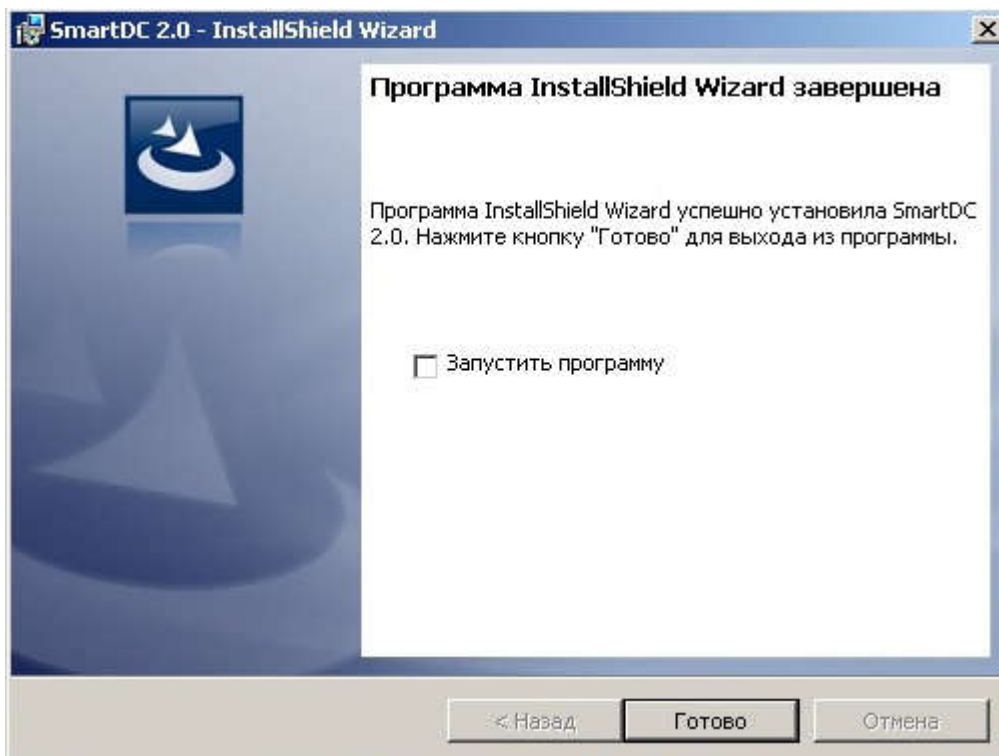 SmartDC 2.0 - InstallShield Wizard
Программа InstallShield Wizard завершена
Программа InstallShield Wizard успешно установила SmartDC
2.0. Нажмите кнопку "Готово" для выхода из программы.
Запустить программу
< Назад
Готово
Отмена